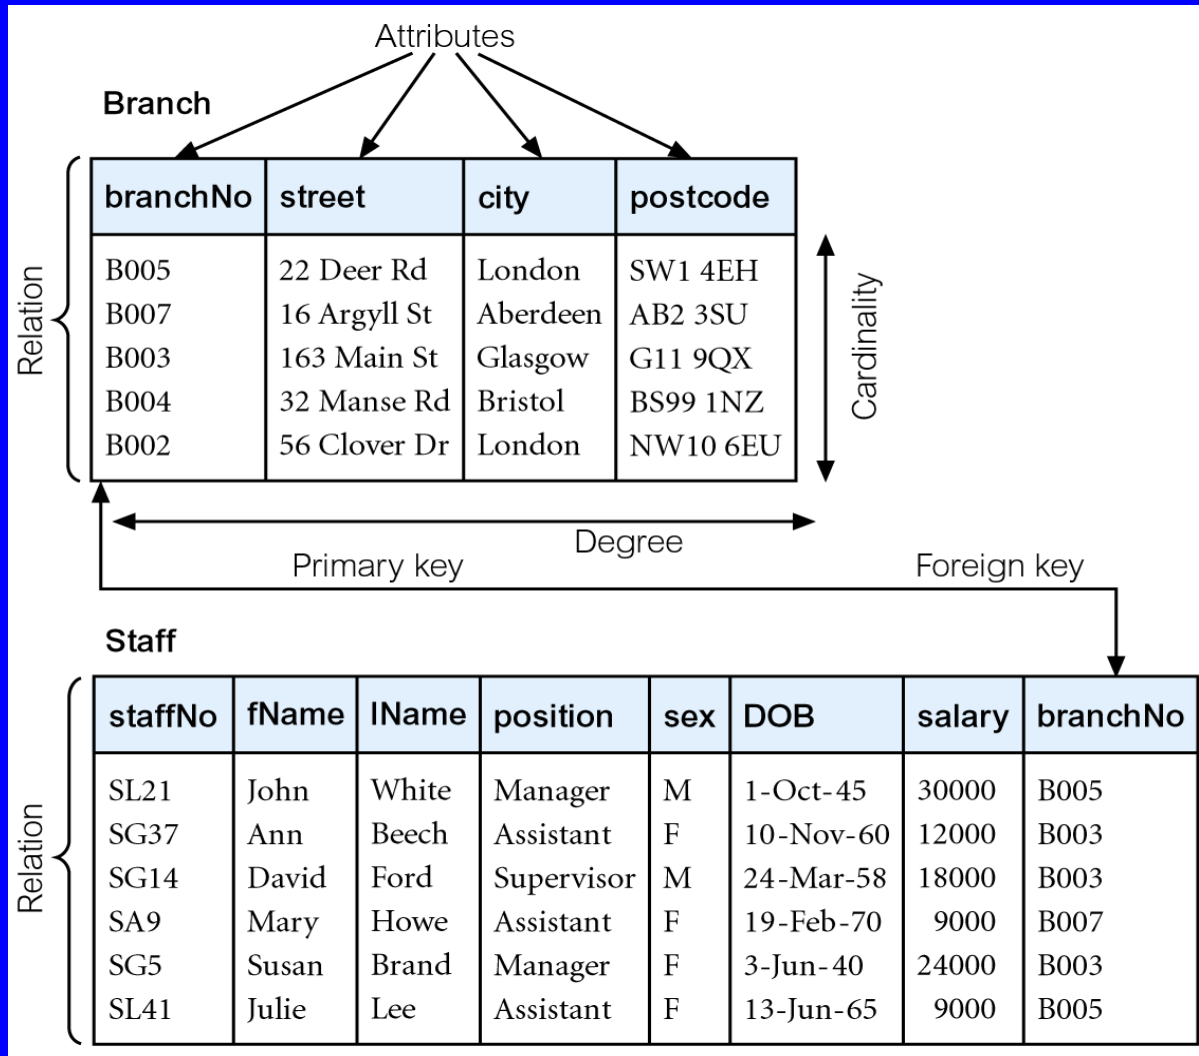 Attributes
Branch
Relation
branchNo street city postcode
B005 22 Deer Rd London SW1 4EH
B007 16 Argyll St Aberdeen AB2 3SU
B003 163 Main St Glasgow G11 9QX
B004 32 Manse Rd Bristol BS99 1NZ
B002 56 Clover Dr London NW10 6EU
Cardinality
Degree
Primary key Foreign key
Staff
Relation
staffNo fName lName position sex DOB salary branchNo
SL21 John White Manager M 1-Oct-45 30000 B005
SG37 Ann Beech Assistant F 10-Nov-60 12000 B003
SG14 David Ford Supervisor M 24-Mar-58 18000 B003
SA9 Mary Howe Assistant F 19-Feb-70 9000 B007
SG5 Susan Brand Manager F 3-Jun-40 24000 B003
SL41 Julie Lee Assistant F 13-Jun-65 9000 B005